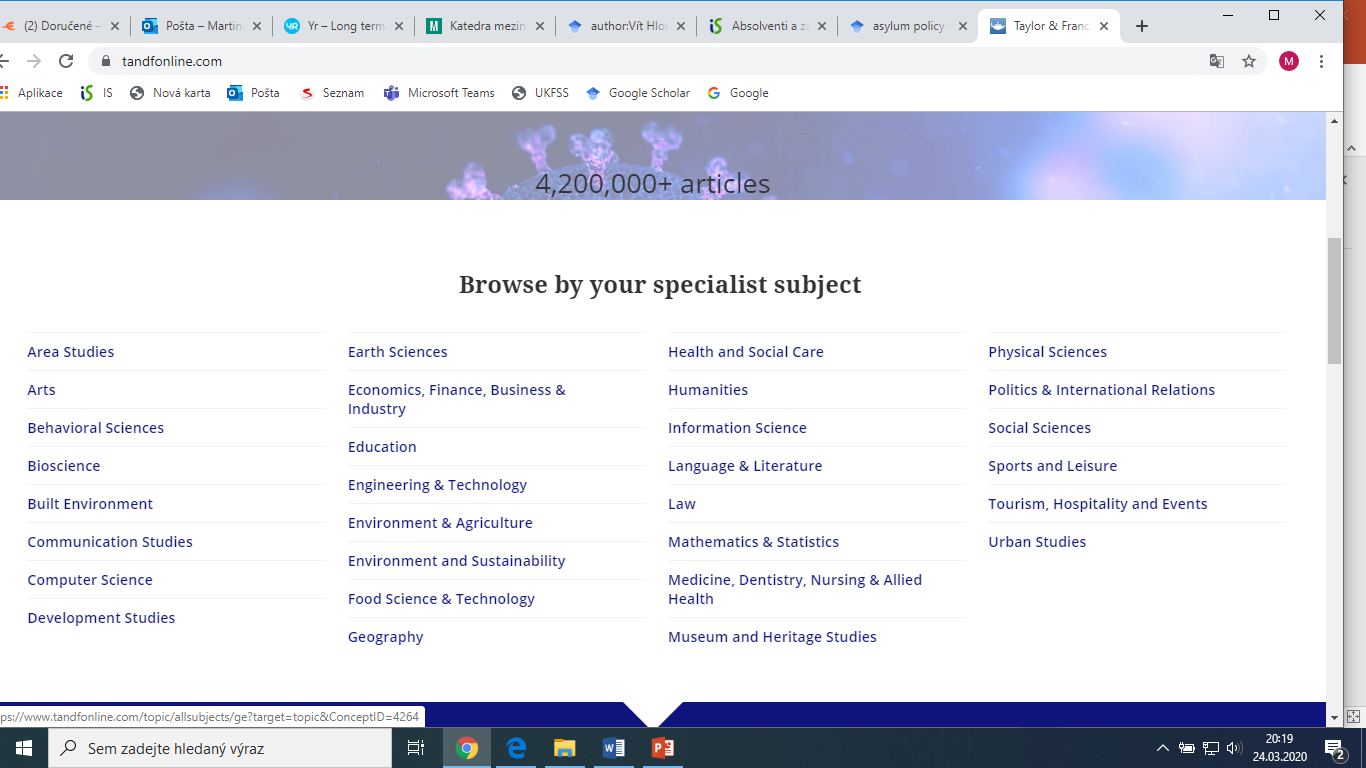 (2) Doručené –
Pošta – Martin
Yr – Long term
Katedra mezin
author:Vít Hlou
Absolventi a zá
asylum policy
Taylor & Franc
tandfonline.com
M
Aplikace
IS
Nová karta
Pošta
Seznam
Microsoft Teams
UKFSS
Google Scholar
Google
4,200,000+ articles
Browse by your specialist subject
Area Studies
Arts
Behavioral Sciences
Bioscience
Built Environment
Communication Studies
Computer Science
Development Studies
Earth Sciences
Economics, Finance, Business &
Industry
Education
Engineering & Technology
Environment & Agriculture
Environment and Sustainability
Food Science & Technology
Geography
Health and Social Care
Humanities
Information Science
Language & Literature
Law
Mathematics & Statistics
Medicine, Dentistry, Nursing & Allied
Health
Museum and Heritage Studies
Physical Sciences
Politics & International Relations
Social Sciences
Sports and Leisure
Tourism, Hospitality and Events
Urban Studies
ps://www.tandfonline.com/topic/allsubjects/ge?target=topic&ConceptID=4264
Sem zadejte hledaný výraz
20:19
24.03.2020
2